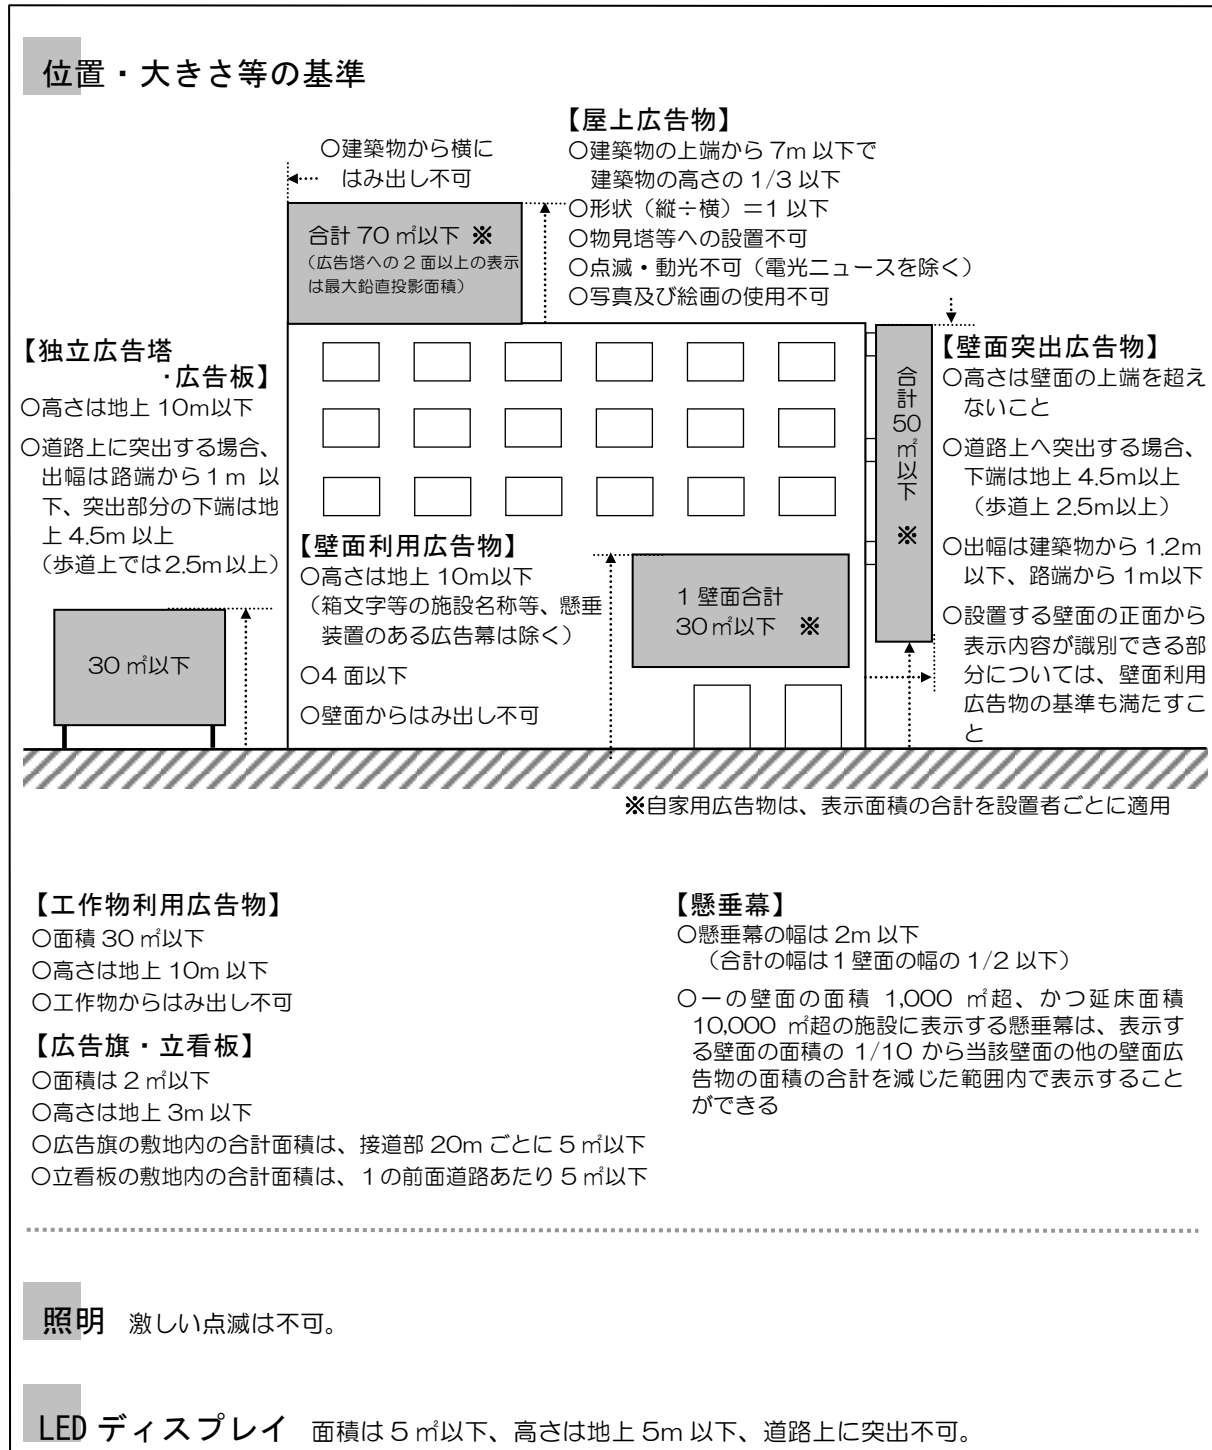 位置・大きさ等の基準
○建築物から横に
はみ出し不可
【屋上広告物】
○建築物の上端から 7m 以下で
建築物の高さの 1/3 以下
○形状（縦÷横）＝1 以下
○物見塔等への設置不可
○点滅・動光不可（電光ニュースを除く）
○写真及び絵画の使用不可
合計 70 ㎡以下 ※
（広告塔への 2 面以上の表示
は最大鉛直投影面積）
【独立広告塔
・広告板】
○高さは地上 10m以下
○道路上に突出する場合、
出幅は路端から 1 m 以
下、突出部分の下端は地
上 4.5m 以上
（歩道上では2.5m以上）
30 ㎡以下
【壁面利用広告物】
○高さは地上 10m以下
（箱文字等の施設名称等、懸垂
装置のある広告幕は除く）
○4 面以下
○壁面からはみ出し不可
1 壁面合計
30㎡以下 ※
合計50㎡以下 ※
【壁面突出広告物】
○高さは壁面の上端を超え
ないこと
○道路上へ突出する場合、
下端は地上 4.5m以上
（歩道上 2.5m以上）
○出幅は建築物から 1.2m
以下、路端から 1m以下
○設置する壁面の正面から
表示内容が識別できる部
分については、壁面利用
広告物の基準も満たすこ
と
※自家用広告物は、表示面積の合計を設置者ごとに適用
【工作物利用広告物】
○面積 30 ㎡以下
○高さは地上 10m 以下
○工作物からはみ出し不可
【広告旗・立看板】
○面積は 2 ㎡以下
○高さは地上 3m 以下
○広告旗の敷地内の合計面積は、接道部 20m ごとに 5 ㎡以下
○立看板の敷地内の合計面積は、1 の前面道路あたり 5 ㎡以下
【懸垂幕】
○懸垂幕の幅は 2m 以下
（合計の幅は 1 壁面の幅の 1/2 以下）
○一の壁面の面積 1,000 ㎡超、かつ延床面積
10,000 ㎡超の施設に表示する懸垂幕は、表示す
る壁面の面積の 1/10 から当該壁面の他の壁面広
告物の面積の合計を減じた範囲内で表示すること
ができる
照明 激しい点滅は不可。
LED ディスプレイ 面積は 5 ㎡以下、高さは地上 5m 以下、道路上に突出不可。